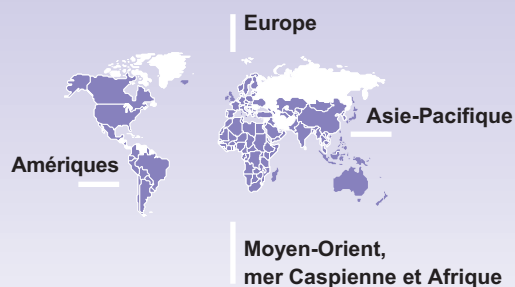 Europe
Asie-Pacifique
Amériques
Moyen-Orient,
mer Caspienne et Afrique